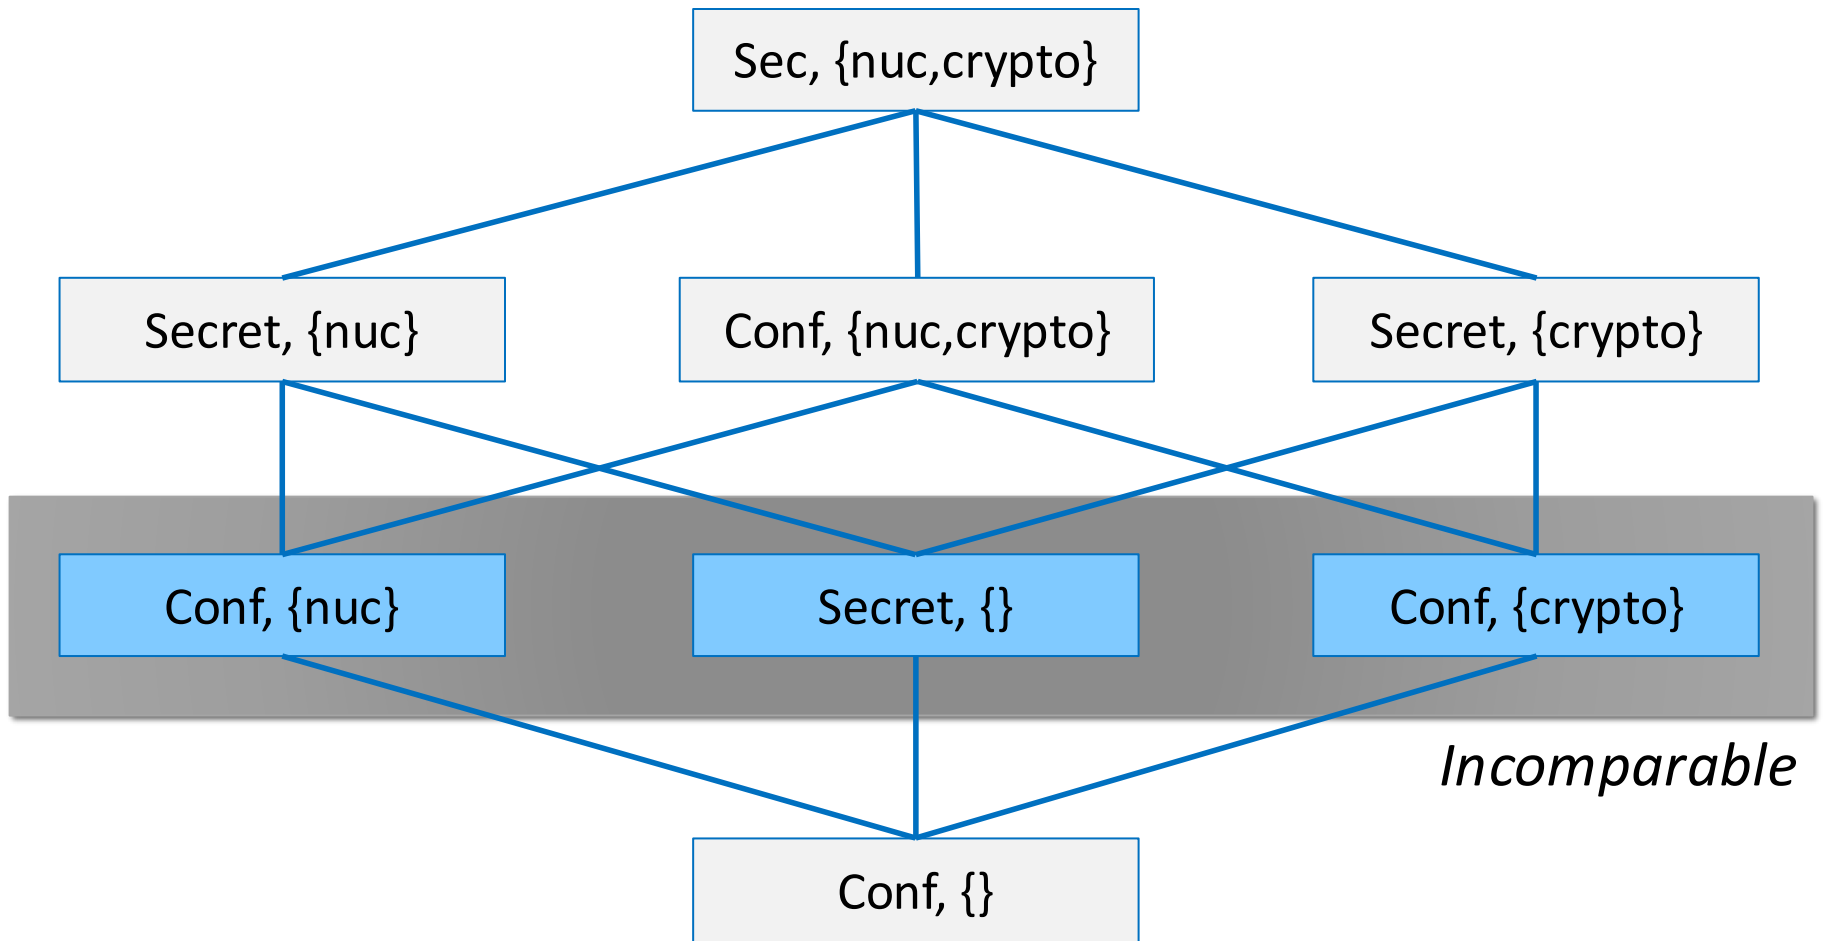 Sec, {nuc,crypto}
Secret, {nuc}
Conf, {nuc,crypto}
Secret, {crypto}
Conf, {nuc}
Secret, {}
Conf, {crypto}
Incomparable
Conf, {}